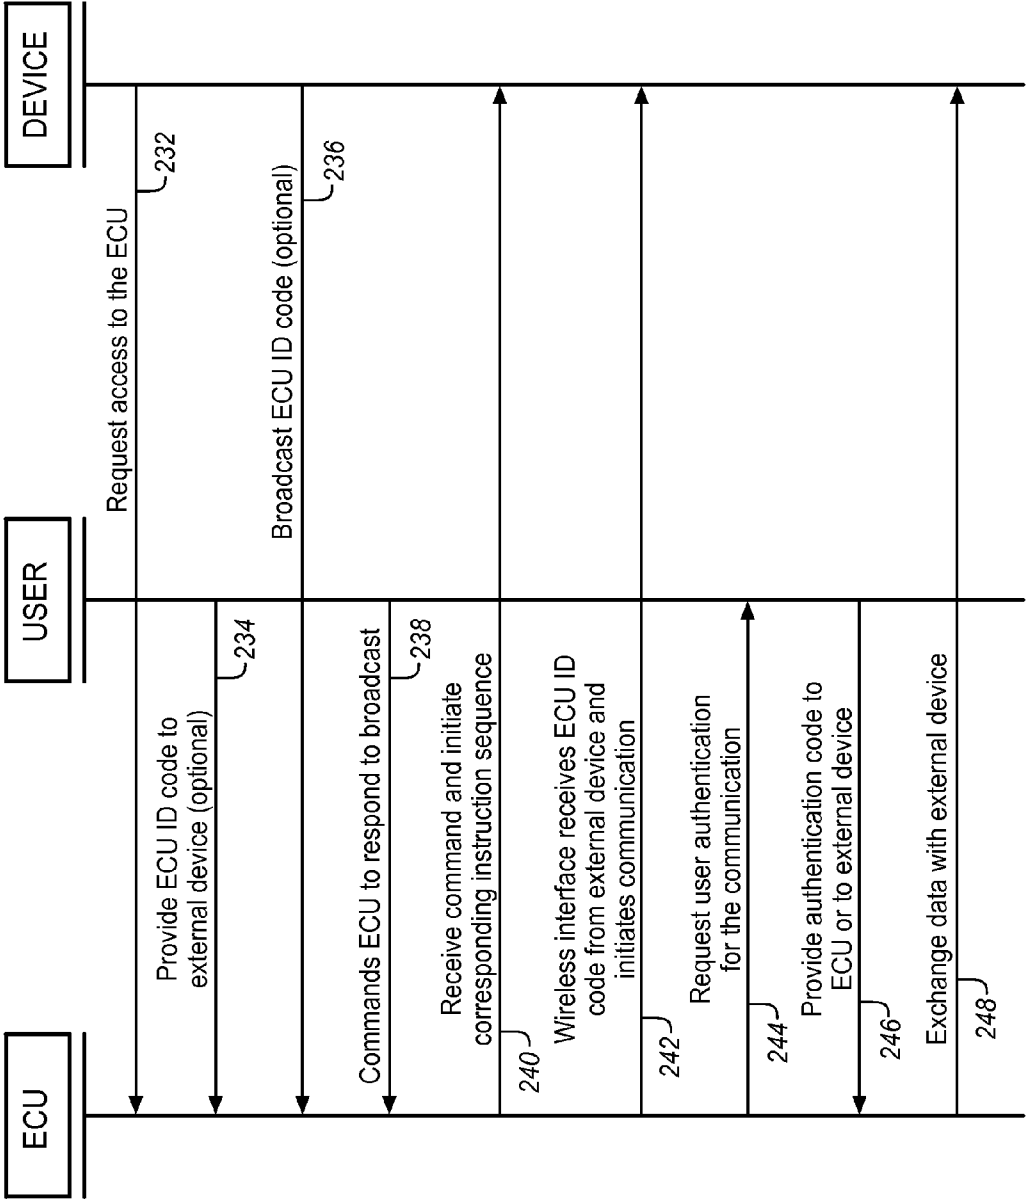 ECU
USER
DEVICE
Request access to the ECU
232
Provide ECU ID code to
external device (optional)
234
Broadcast ECU ID code (optional)
236
Commands ECU to respond to broadcast
238
Receive command and initiate
corresponding instruction sequence
240
Wireless interface receives ECU ID
code from external device and
initiates communication
242
Request user authentication
for the communication
244
Provide authentication code to
ECU or to external device
246
Exchange data with external device
248